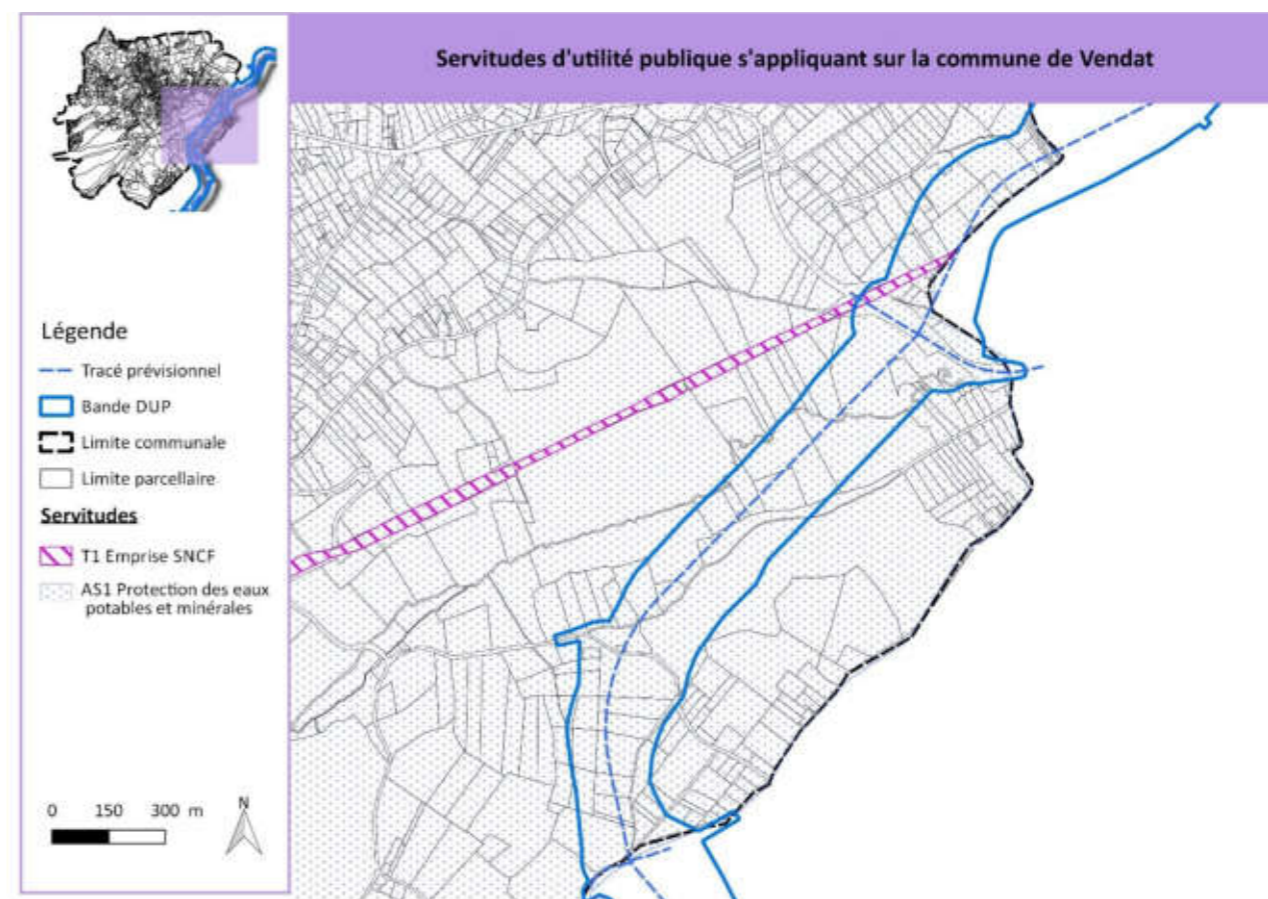 Servitudes d'utilité publique s'appliquant sur la commune de Vendat
Légende
Tracé prévisionnel
Bande DUP
Limite communale
Limite parcellaire
Servitudes
T1 Emprise SNCF
AS1 Protection des eaux
potables et minérales
0 150 300 m
N